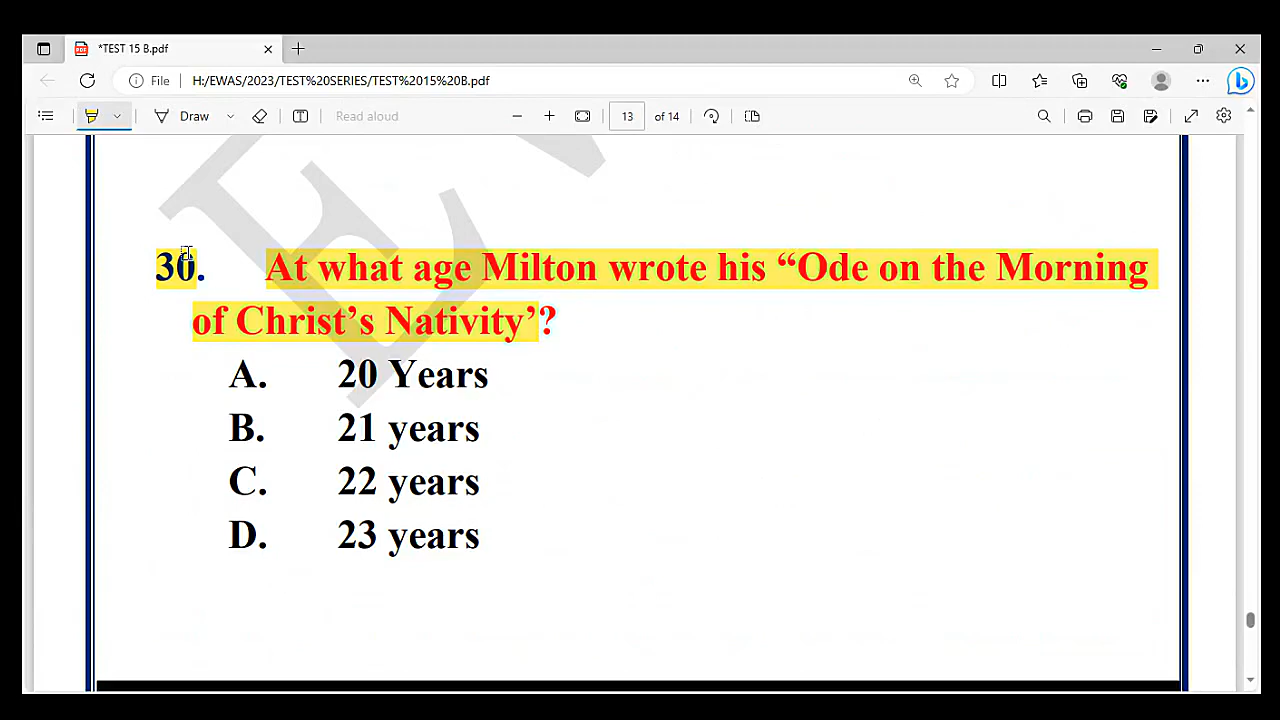 *TEST 15 B.pdf
File H:/EWAS/2023/TEST%20SERIES/TEST%2015%20B.pdf
Draw Read aloud 13 of 14
30. At what age Milton wrote his “Ode on the Morning
of Christ’s Nativity’?
A. 20 Years
B. 21 years
C. 22 years
D. 23 years